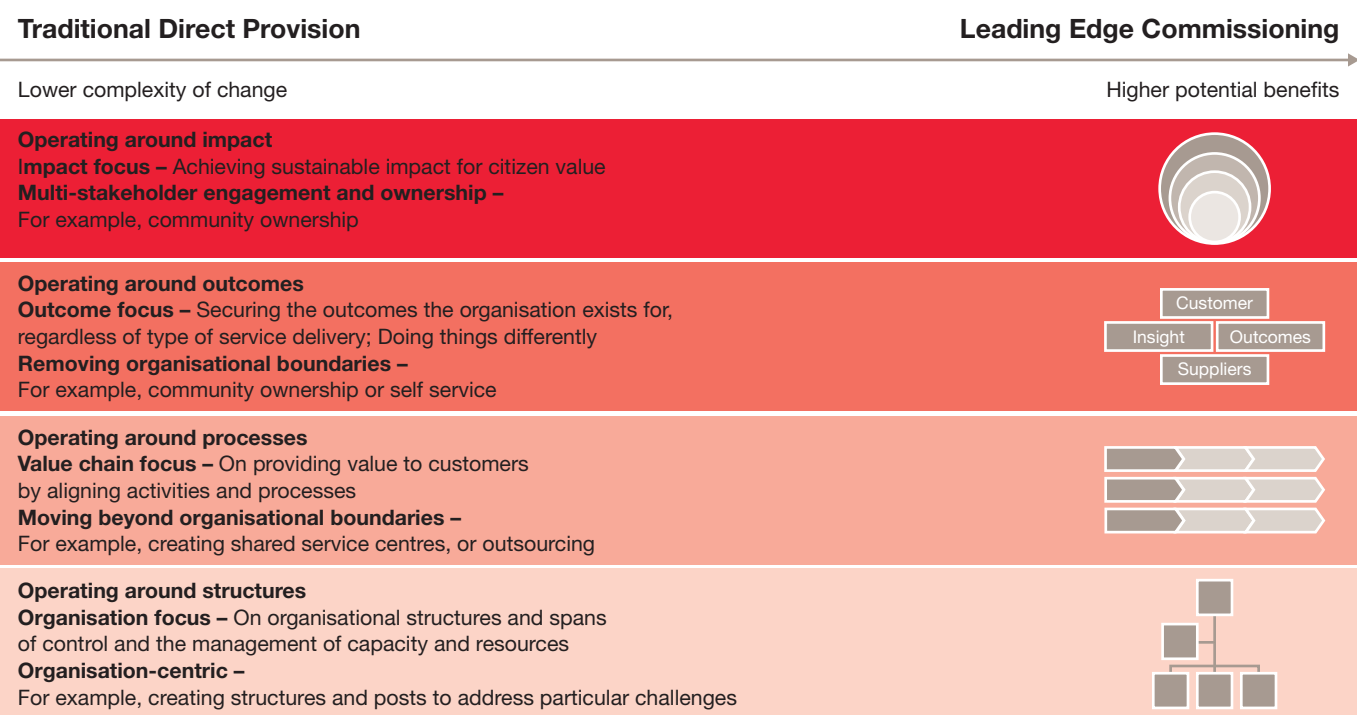 Traditional Direct Provision
Leading Edge Commissioning
Lower complexity of change
Higher potential benefits
Operating around impact
Impact focus – Achieving sustainable impact for citizen value
Multi-stakeholder engagement and ownership –
For example, community ownership
Operating around outcomes
Outcome focus – Securing the outcomes the organisation exists for,
regardless of type of service delivery; Doing things differently
Removing organisational boundaries –
For example, community ownership or self service
Customer
Insight
Outcomes
Suppliers
Operating around processes
Value chain focus – On providing value to customers
by aligning activities and processes
Moving beyond organisational boundaries –
For example, creating shared service centres, or outsourcing
Operating around structures
Organisation focus – On organisational structures and spans
of control and the management of capacity and resources
Organisation-centric –
For example, creating structures and posts to address particular challenges